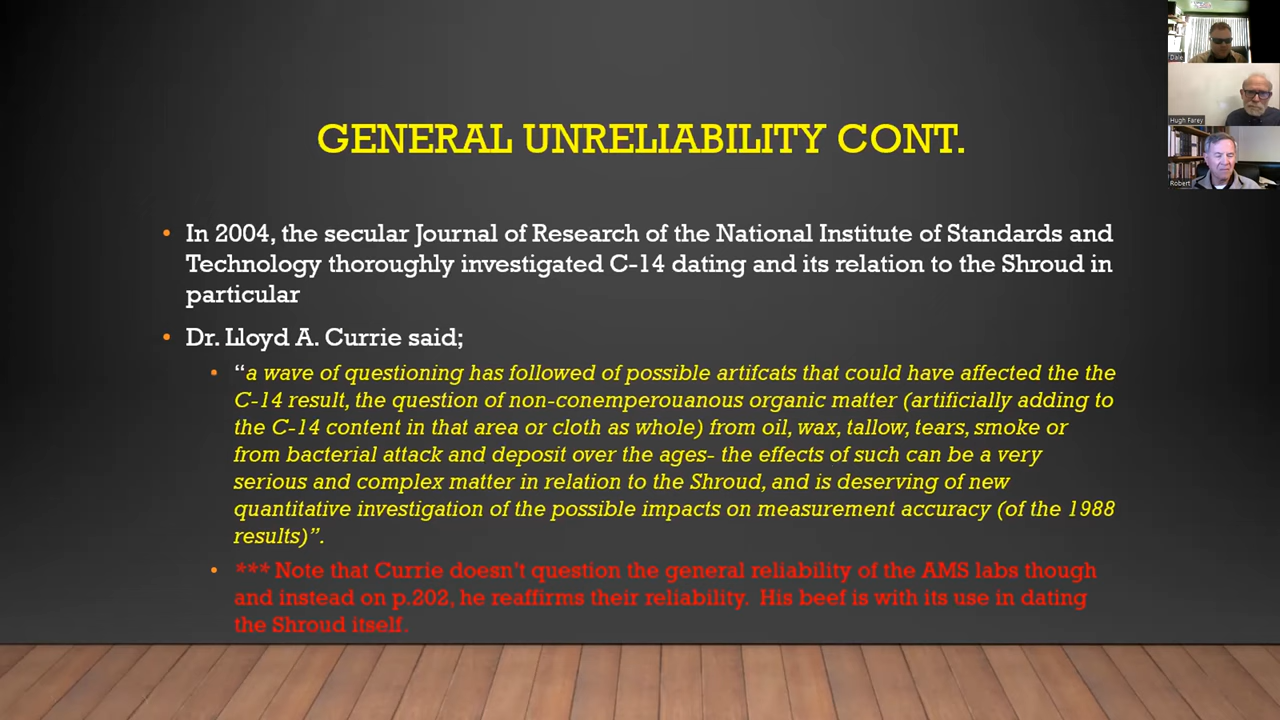 GENERAL UNRELIABILITY CONT.
• In 2004, the secular Journal of Research of the National Institute of Standards and
Technology thoroughly investigated C-14 dating and its relation to the Shroud in
particular
• Dr. Lloyd A. Currie said;
• “a wave of questioning has followed of possible artifcats that could have affected the the
C-14 result, the question of non-conemperouanous organic matter (artificially adding to
the C-14 content in that area or cloth as whole) from oil, wax, tallow, tears, smoke or
from bacterial attack and deposit over the ages- the effects of such can be a very
serious and complex matter in relation to the Shroud, and is deserving of new
quantitative investigation of the possible impacts on measurement accuracy (of the 1988
results)”.
• *** Note that Currie doesn’t question the general reliability of the AMS labs though
and instead on p.202, he reaffirms their reliability. His beef is with its use in dating
the Shroud itself.
Dale
Hugh Farey
Robert